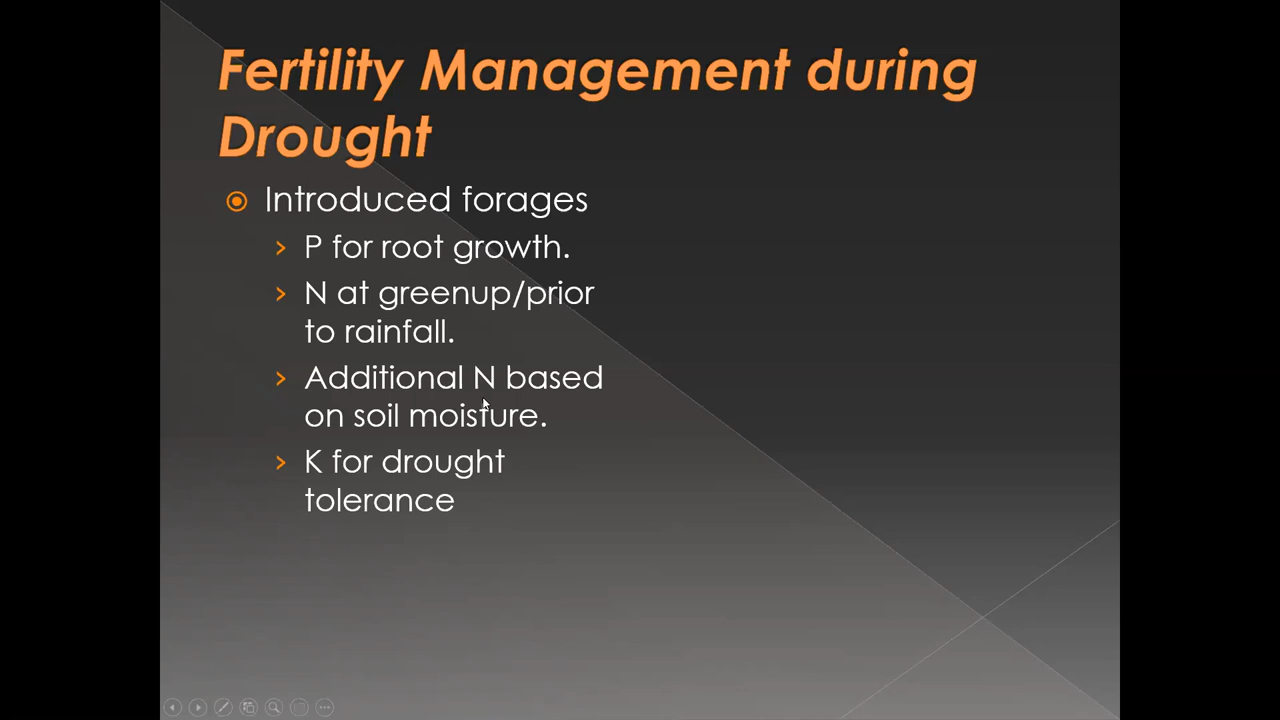 Fertility Management during
Drought
Introduced forages
P for root growth.
N at greenup/prior
to rainfall.
Additional N based
on soil moisture.
K for drought
tolerance